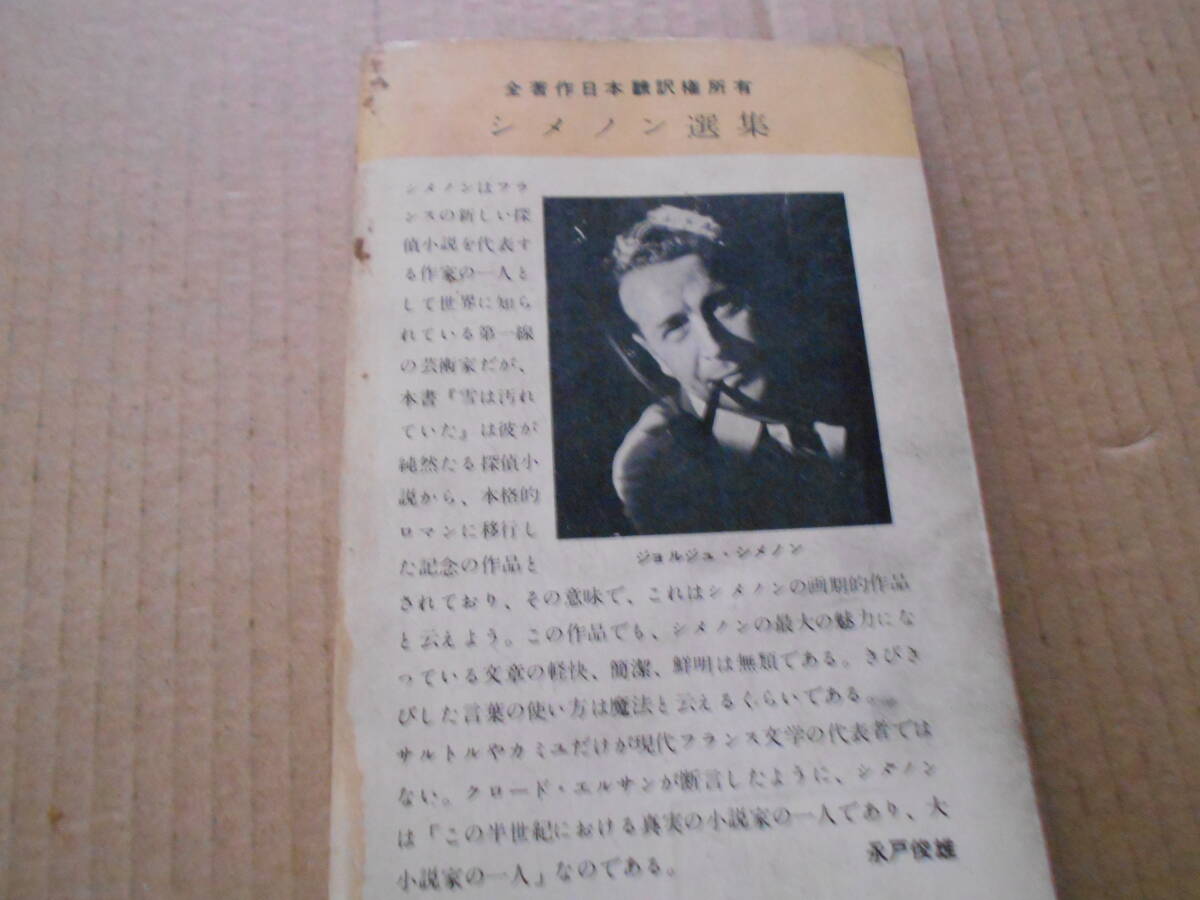 全著作日本飜訳権所有
シメノン選集
シメノンはフラ
ンスの新しい探
偵小説を代表す
る作家の一人と
して世界に知ら
れている第一線
の芸術家だが、
本書『雪は汚れ
ていた』は彼が
純然たる探偵小
説から、本格的
ロマンに移行し
た記念の作品と
ジョルジュ・シメノン
されており、その意味で、これはシメノンの画期的作品
と云えよう。この作品でも、シメノンの最大の魅力にな
っている文章の軽快、簡潔、鮮明は無類である。きびき
びした言葉の使い方は魔法と云えるぐらいである。
サルトルやカミユだけが現代フランス文学の代表者では
ない。クロード・エルサンが断言したように、シメノン
は「この半世紀における真実の小説家の一人であり、大
小説家の一人」なのである。
永戸俊雄